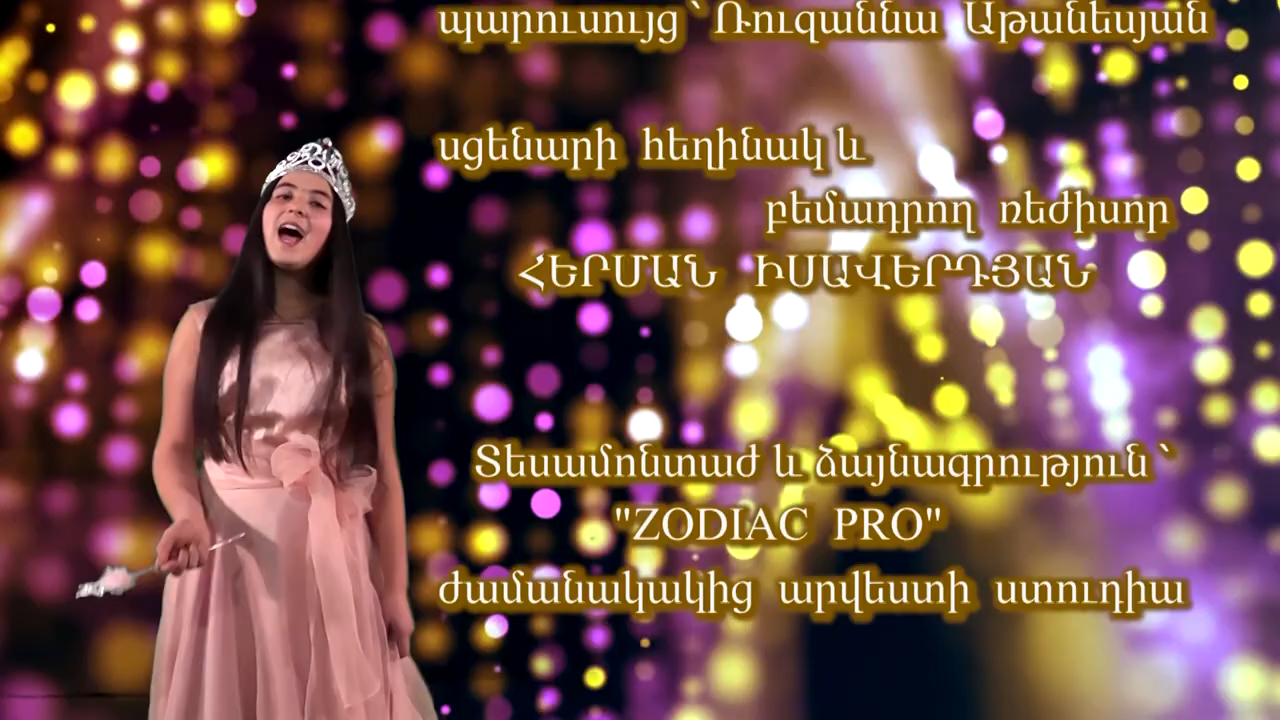 պարուսույց ՝ Ռուզաննա Աթանեսյան
սցենարի հեղինակ և
բեմադրող ռեժիսոր
ՀԵՐՄԱՆ ԻՍԱՎԵՐԴՅԱՆ
Տեսամոնտաժ և ձայնագրություն ՝
"ZODIAC PRO"
ժամանակակից արվեստի ստուդիա